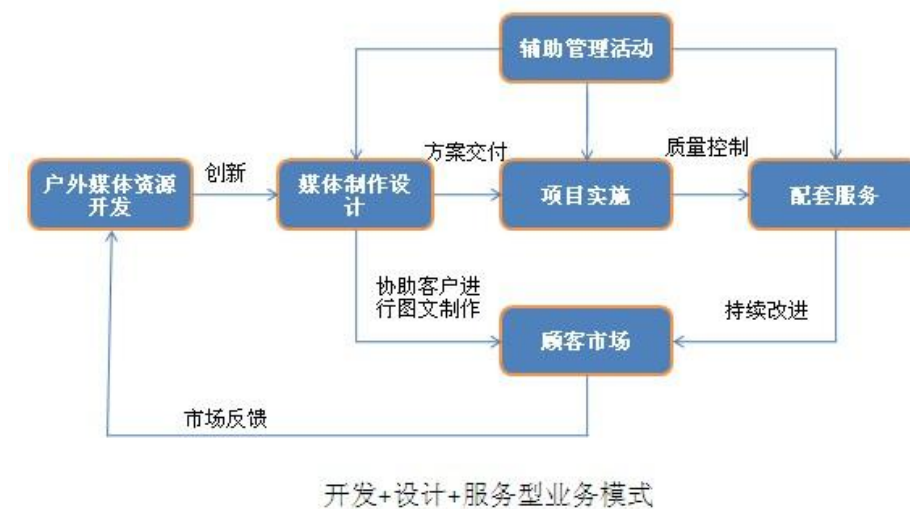 辅助管理活动
方案交付
质量控制
创新
户外媒体资源
开发
媒体制作设
计
项目实施
配套服务
协助客户进
行图文制作
顾客市场
持续改进
市场反馈
开发+设计+服务型业务模式